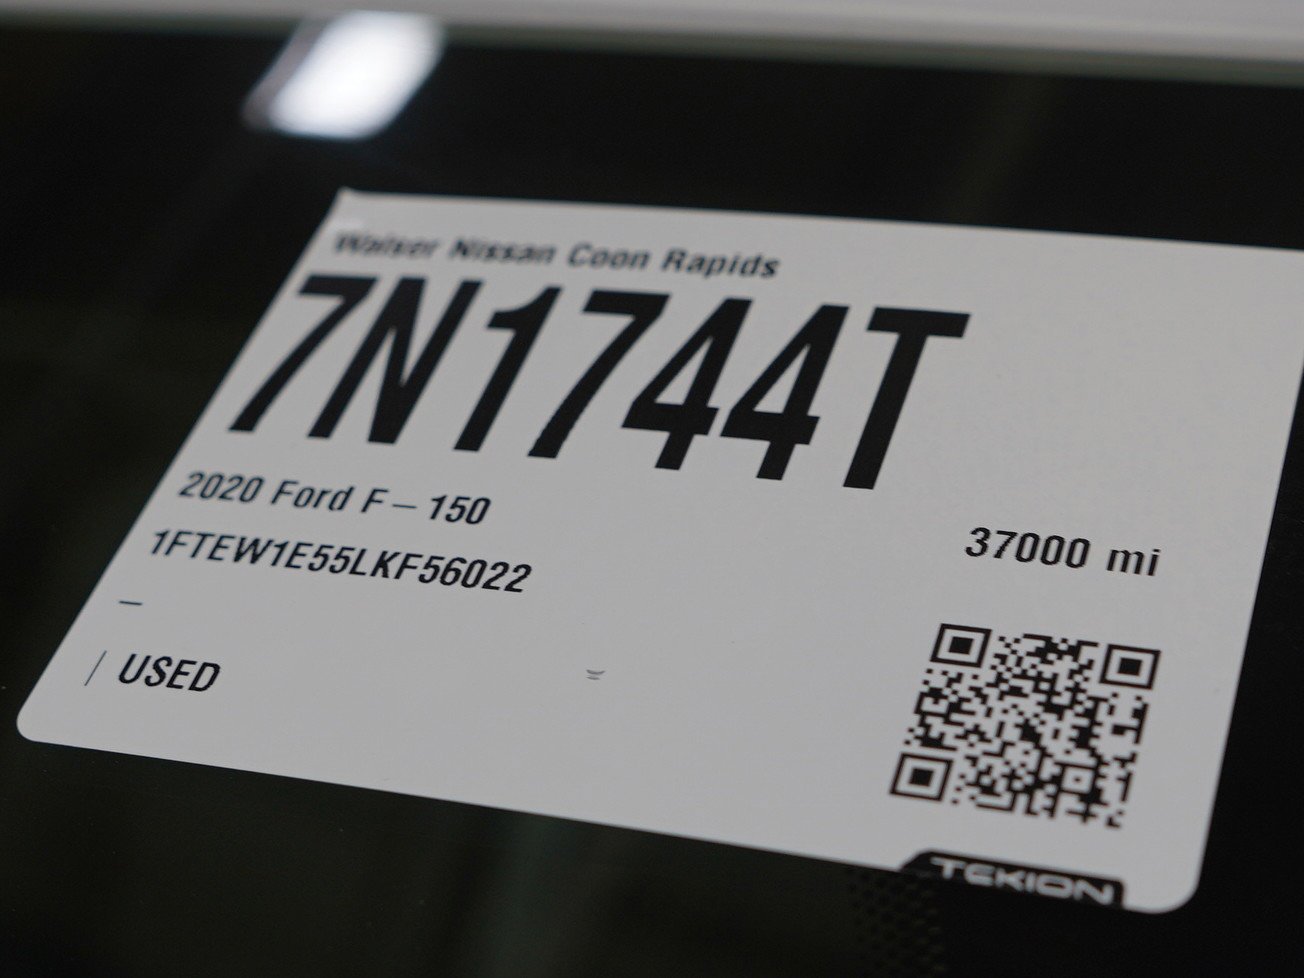 Walser Nissan Coon Rapids
7N1744T
2020 Ford F – 150
37000 mi
1FTEW1E55LKF56022
–
| USED
TEKION